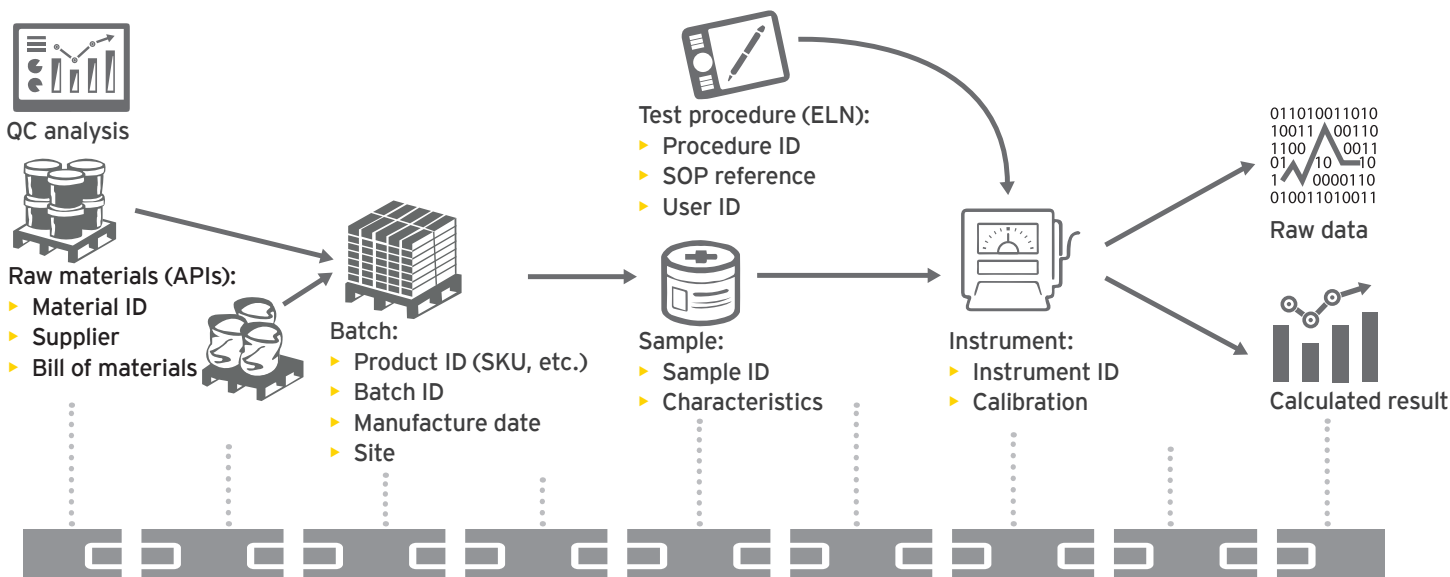 QC analysis
Raw materials (APIs):
Material ID
Supplier
Bill of materials
Batch:
Product ID (SKU, etc.)
Batch ID
Manufacture date
Site
Test procedure (ELN):
Procedure ID
SOP reference
User ID
Sample:
Sample ID
Characteristics
Instrument:
Instrument ID
Calibration
011010011010
10011 00110
1100 0011
01 10 10
1 0000110
010011010011
Raw data
Calculated result